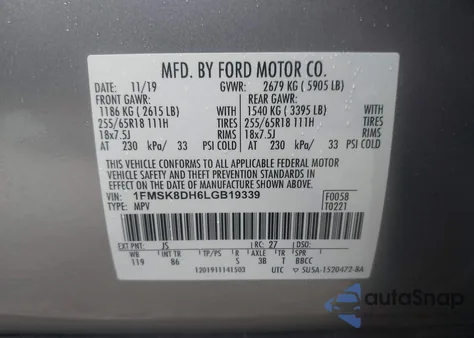 MFD. BY FORD MOTOR CO.
DATE: 11/19 GVWR: 2679 KG (5905 LB)
FRONT GAWR: REAR GAWR:
1186 KG (2615 LB) WITH 1540 KG (3395 LB) WITH
255/65R18 111H TIRES 255/65R18 111H TIRES
18x7.5J RIMS 18x7.5J RIMS
AT 230 kPa/ 33 PSI COLD AT 230 kPa/ 33 PSI COLD
THIS VEHICLE CONFORMS TO ALL APPLICABLE FEDERAL MOTOR
VEHICLE SAFETY AND THEFT PREVENTION STANDARDS IN
EFFECT ON THE DATE OF MANUFACTURE SHOWN ABOVE.
VIN: 1FMSK8DH6LGB19339 F0058
TYPE: MPV T0221
EXT PNT: JS RC: 27 DSO:
WB INT TR TP/PS R AXLE TR SPR
119 B6 S 3B T BBCC
1201911141503 UTC 5U5A-1520472-BA
autoSnap